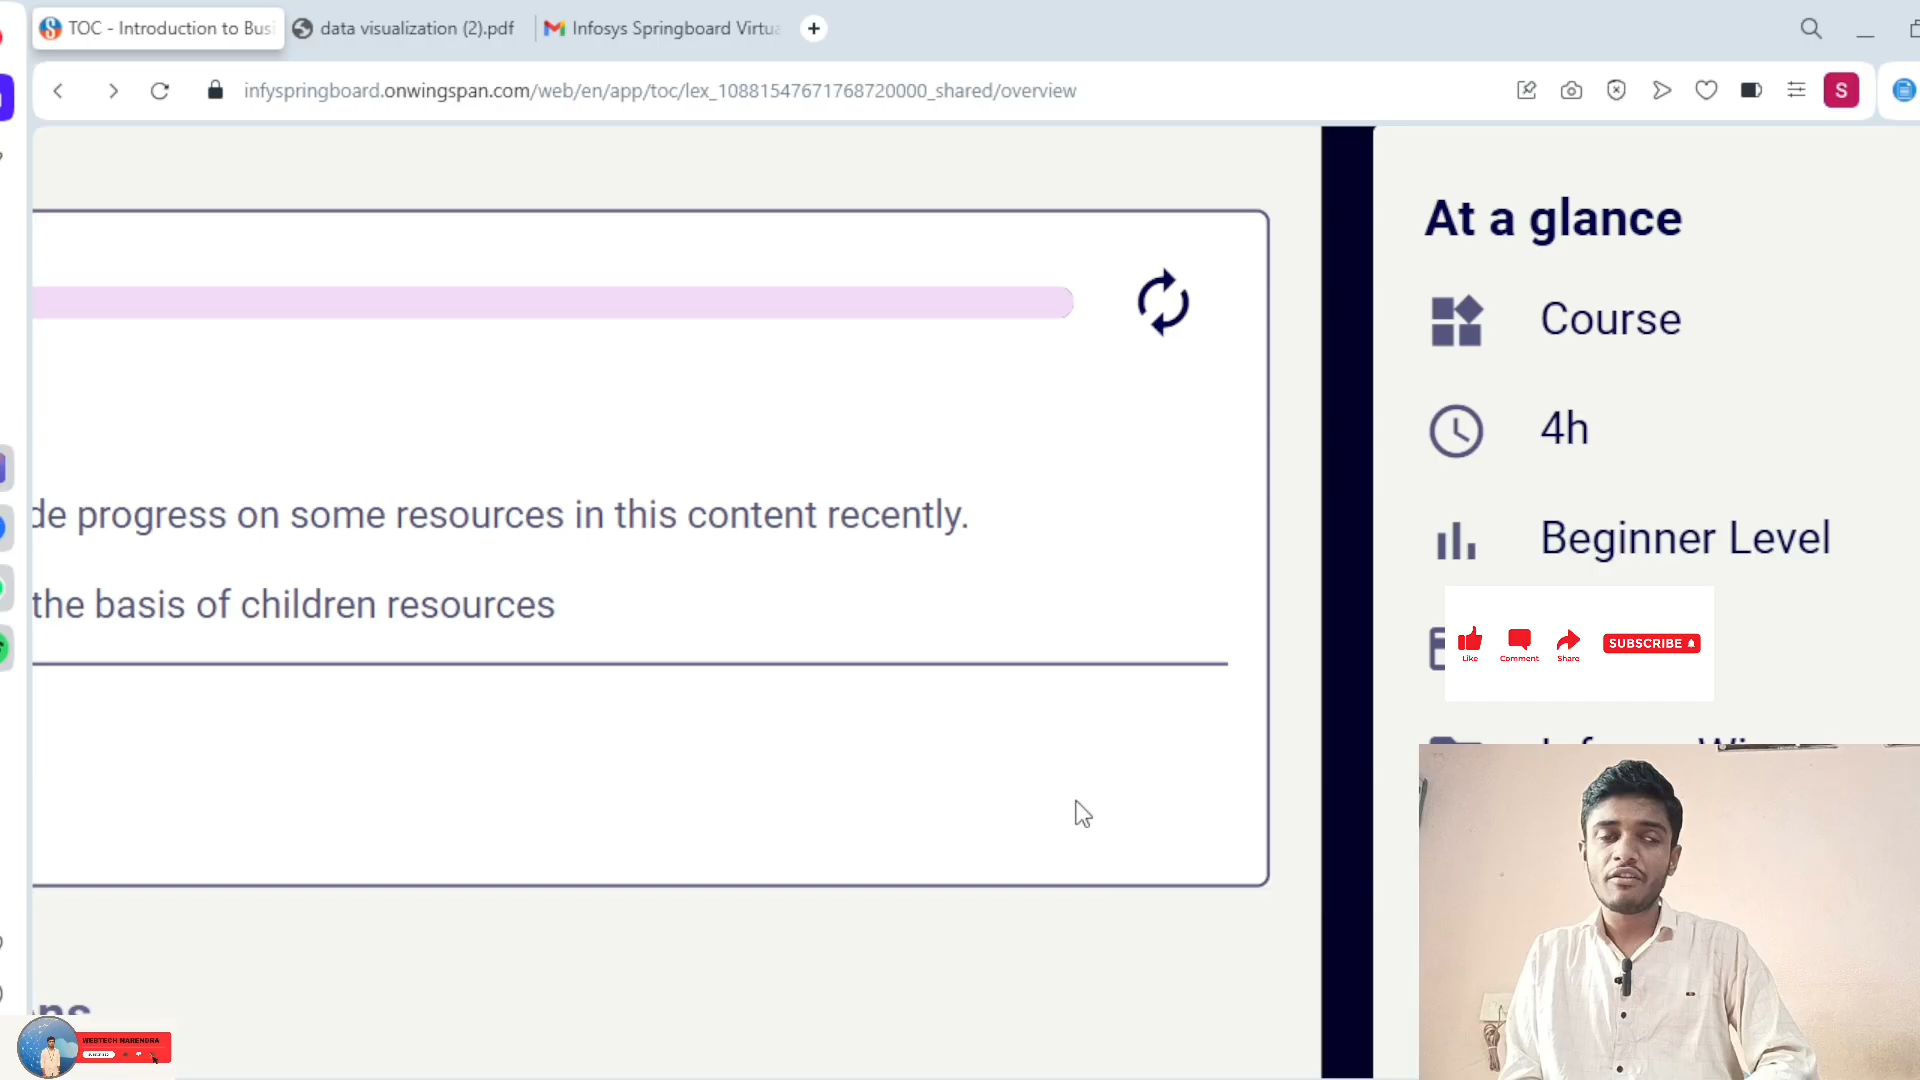 TOC - Introduction to Busi
data visualization (2).pdf
Infosys Springboard Virtua
infyspringboard.onwingspan.com/web/en/app/toc/lex_10881547671768720000_shared/overview
S
At a glance
Course
4h
de progress on some resources in this content recently.
Beginner Level
the basis of children resources
Like
Comment
Share
SUBSCRIBE
WEBTECH NARENDRA